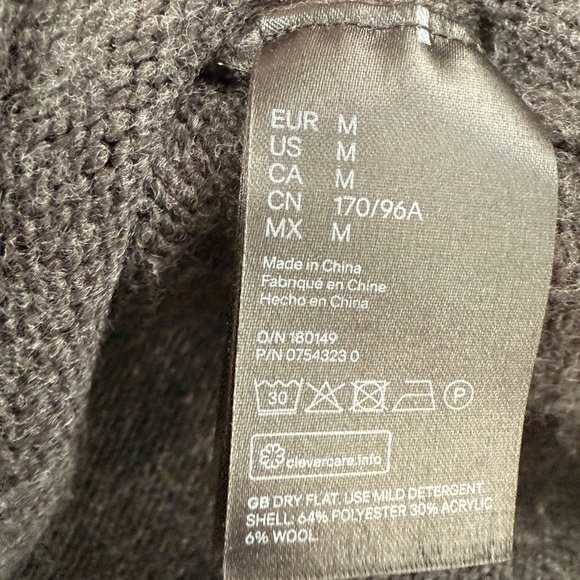 EUR M
US M
CA M
CN 170/96A
MX M
Made in China
Fabriqué en Chine
Hecho en China
O/N 180149
P/N 0754323 0
30 P
clevercare.info
GB DRY FLAT. USE MILD DETERGENT.
SHELL: 64% POLYESTER 30% ACRYLIC
6% WOOL